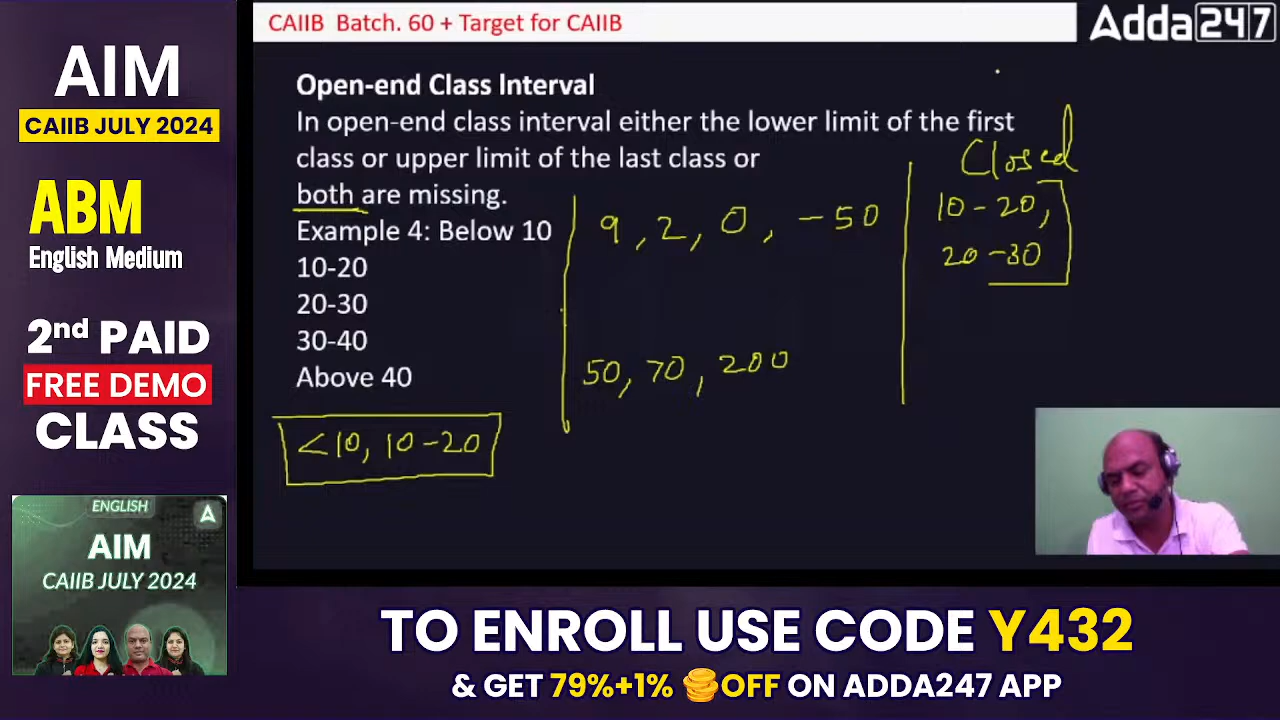 CAIIB Batch. 60 + Target for CAIIB
Adda247
AIM
CAIIB JULY 2024
ABM
English Medium
2nd PAID
FREE DEMO
CLASS
ENGLISH
A
AIM
CAIIB JULY 2024
Open-end Class Interval
In open-end class interval either the lower limit of the first
class or upper limit of the last class or
both are missing.
Example 4: Below 10
10-20
20-30
30-40
Above 40
<10, 10-20
9, 2, 0, -50
50, 70, 200
Closed
10-20,
20-30
TO ENROLL USE CODE Y432
& GET 79%+1% OFF ON ADDA247 APP